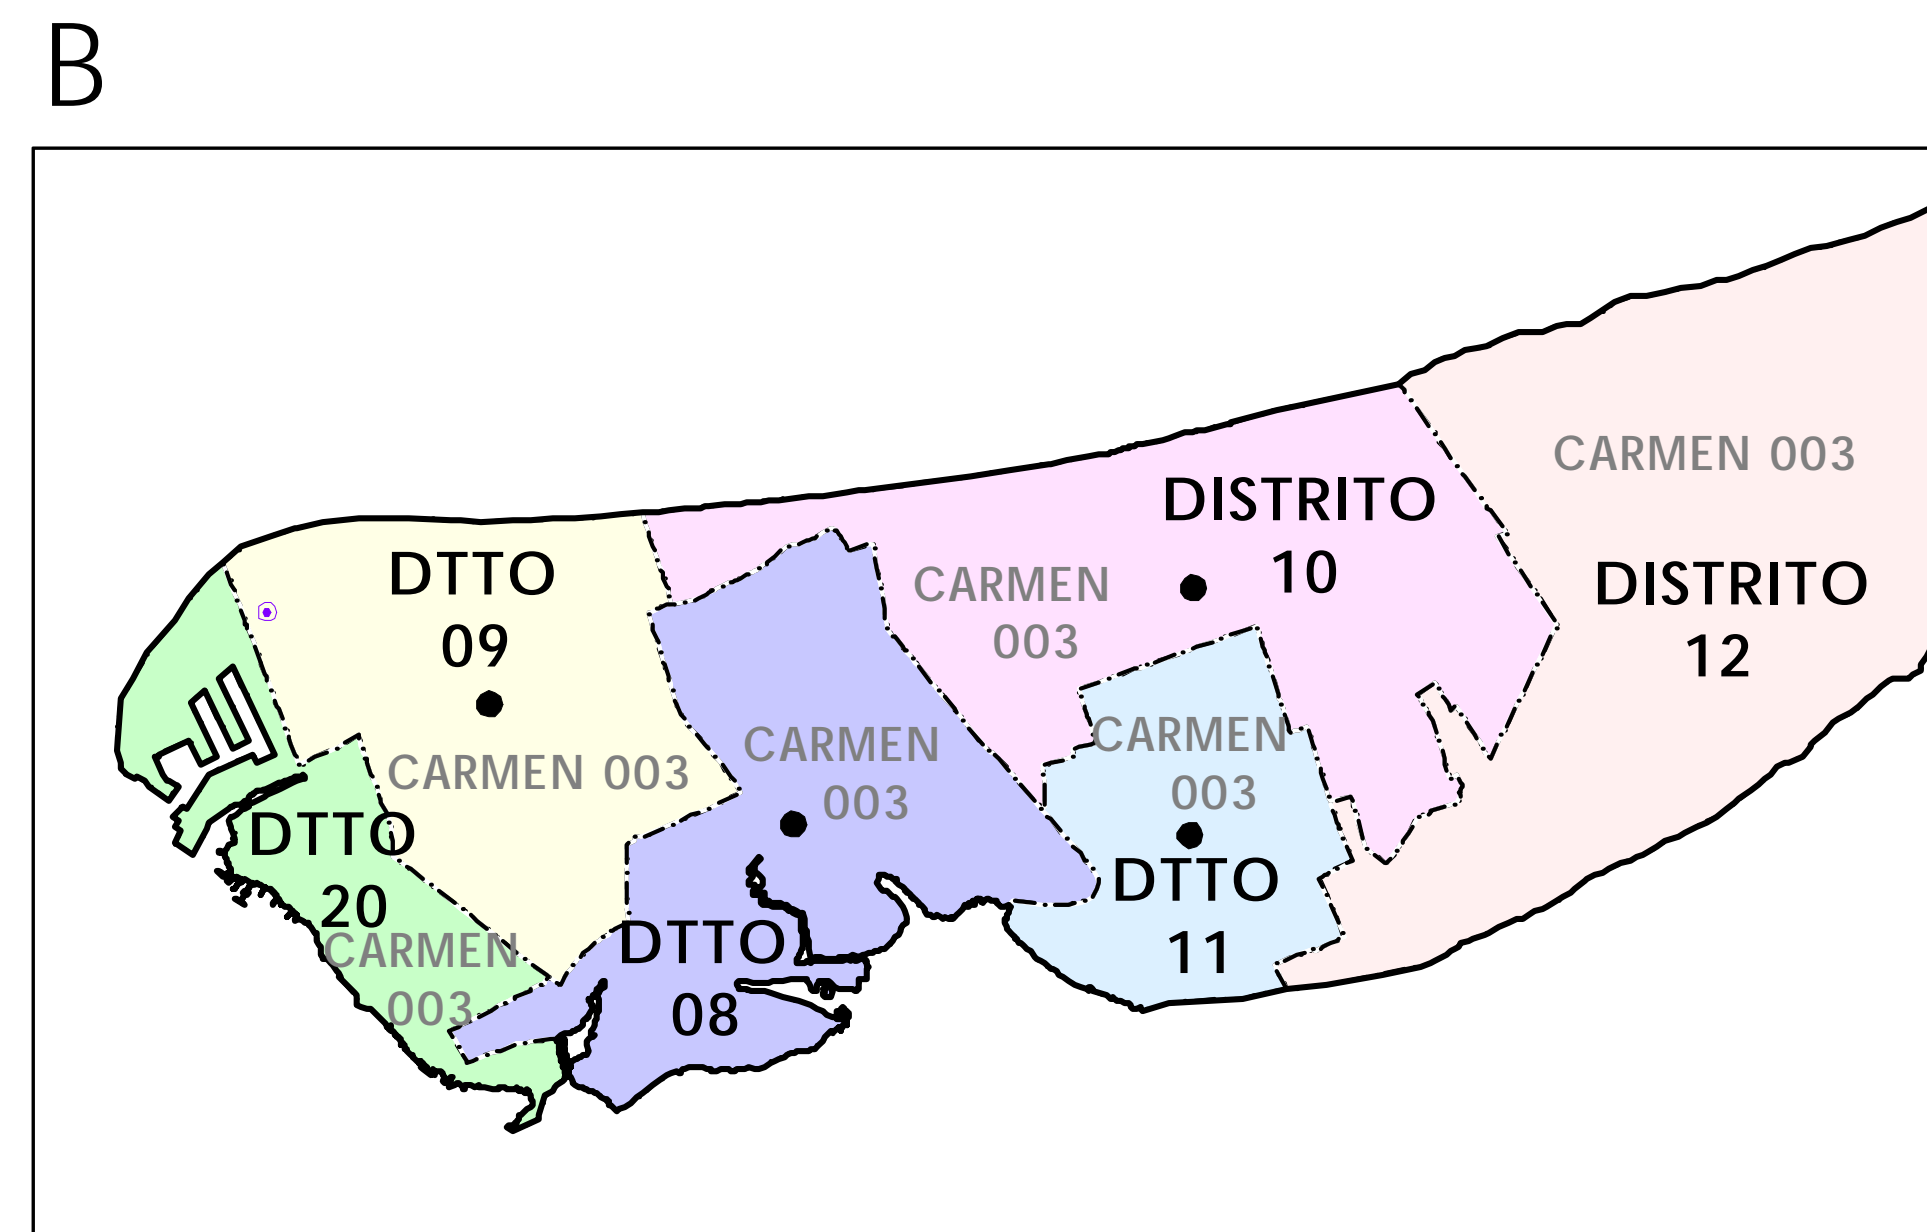 B
DTTO
09
CARMEN 003
DTTO
20
CARMEN
003
CARMEN
003
DTTO
08
DISTRITO
10
CARMEN
003
CARMEN
003
DTTO
11
CARMEN 003
DISTRITO
12